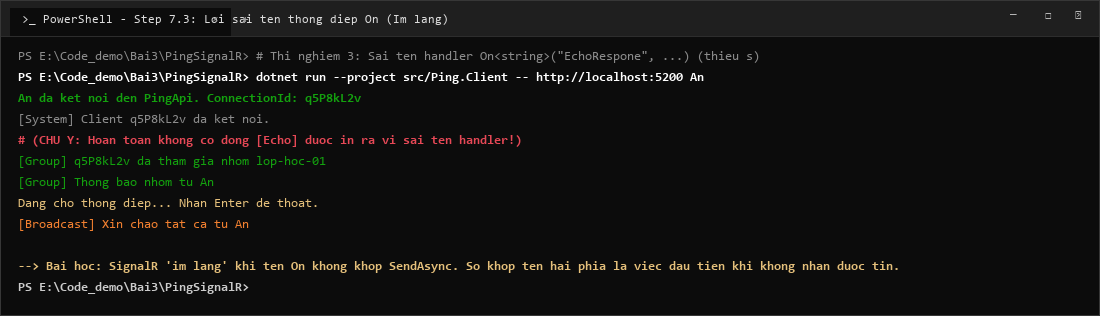 >_ PowerShell - Step 7.3: Løi sæi ten thong diep On (Im lang)
PS E:\Code_demo\Bai3\PingSignalR> # Thi nghiem 3: Sai ten handler On<string>("EchoRespone", ...) (thieu s)
PS E:\Code_demo\Bai3\PingSignalR> dotnet run --project src/Ping.Client -- http://localhost:5200 An
An da ket noi den PingApi. ConnectionId: q5P8kL2v
[System] Client q5P8kL2v da ket noi.
# (CHU Y: Hoan toan khong co dong [Echo] duoc in ra vi sai ten handler!)
[Group] q5P8kL2v da tham gia nhom lop-hoc-01
[Group] Thong bao nhom tu An
Dang cho thong diep... Nhan Enter de thoat.
[Broadcast] Xin chao tat ca tu An
--> Bai hoc: SignalR 'im lang' khi ten On khong khop SendAsync. So khop ten hai phia la viec dau tien khi khong nhan duoc tin.
PS E:\Code_demo\Bai3\PingSignalR>